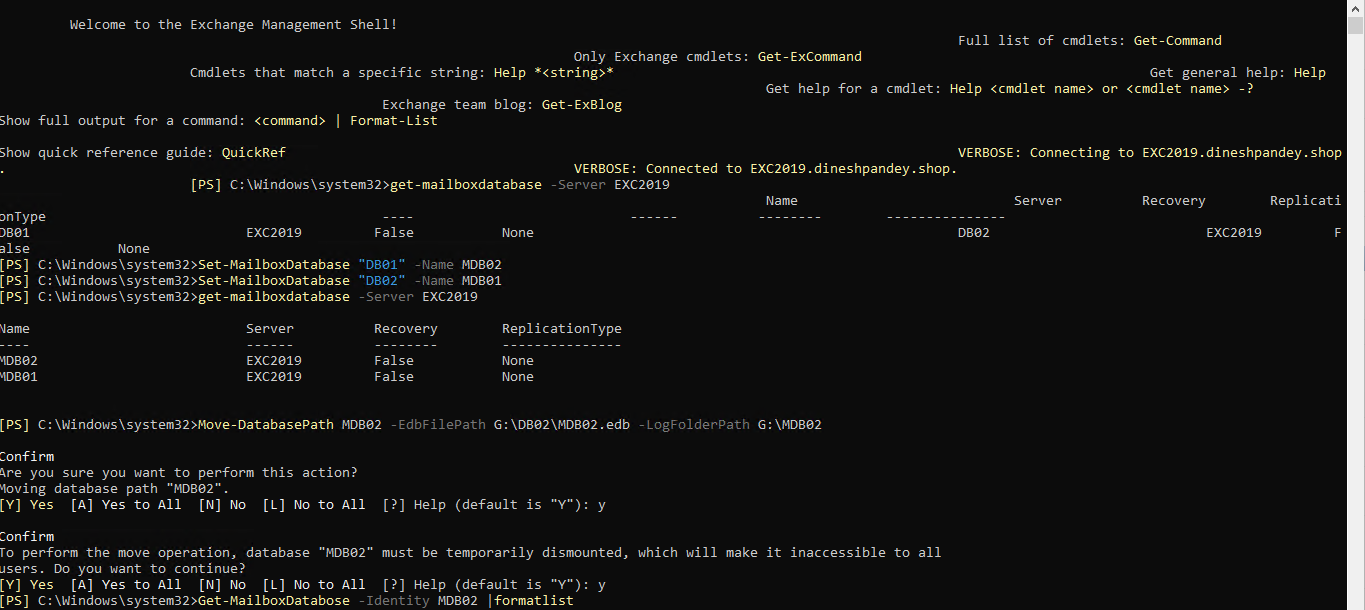 Welcome to the Exchange Management Shell!
Full list of cmdlets: Get-Command
Only Exchange cmdlets: Get-ExCommand
Cmdlets that match a specific string: Help *<string>*
Get general help: Help
Get help for a cmdlet: Help <cmdlet name> or <cmdlet name> -?
Exchange team blog: Get-ExBlog
Show full output for a command: <command> | Format-List
Show quick reference guide: QuickRef
VERBOSE: Connecting to EXC2019.dineshpandey.shop
.
VERBOSE: Connected to EXC2019.dineshpandey.shop.
[PS] C:\Windows\system32>get-mailboxdatabase -Server EXC2019
Name Server Recovery Replicati
onType
---- ------ -------- ---------------
DB01 EXC2019 False None DB02 EXC2019 F
alse None
[PS] C:\Windows\system32>Set-MailboxDatabase "DB01" -Name MDB02
[PS] C:\Windows\system32>Set-MailboxDatabase "DB02" -Name MDB01
[PS] C:\Windows\system32>get-mailboxdatabase -Server EXC2019
Name Server Recovery ReplicationType
---- ------ -------- ---------------
MDB02 EXC2019 False None
MDB01 EXC2019 False None
[PS] C:\Windows\system32>Move-DatabasePath MDB02 -EdbFilePath G:\DB02\MDB02.edb -LogFolderPath G:\MDB02
Confirm
Are you sure you want to perform this action?
Moving database path "MDB02".
[Y] Yes [A] Yes to All [N] No [L] No to All [?] Help (default is "Y"): y
Confirm
To perform the move operation, database "MDB02" must be temporarily dismounted, which will make it inaccessible to all
users. Do you want to continue?
[Y] Yes [A] Yes to All [N] No [L] No to All [?] Help (default is "Y"): y
[PS] C:\Windows\system32>Get-MailboxDatabose -Identity MDB02 |formatlist